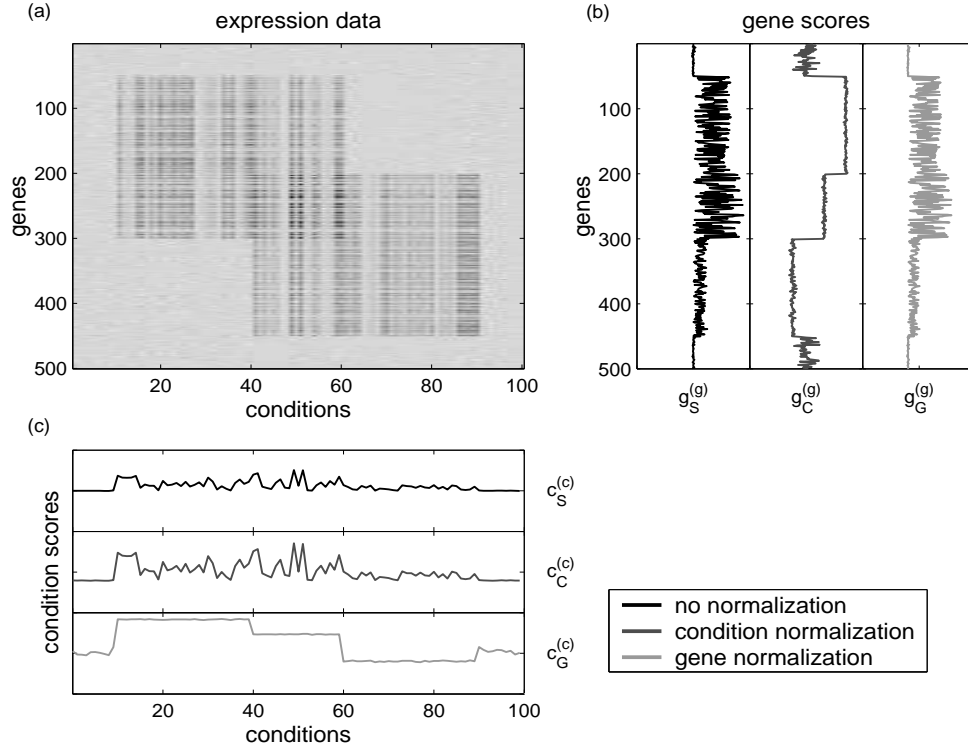 (a)
expression data
genes
100
200
300
400
500
20
40
60
80
100
conditions
(b)
gene scores
genes
100
200
300
400
500
g_S^(g)
g_C^(g)
g_G^(g)
(c)
condition scores
c_S^(c)
c_C^(c)
c_G^(c)
20
40
60
80
100
conditions
no normalization
condition normalization
gene normalization